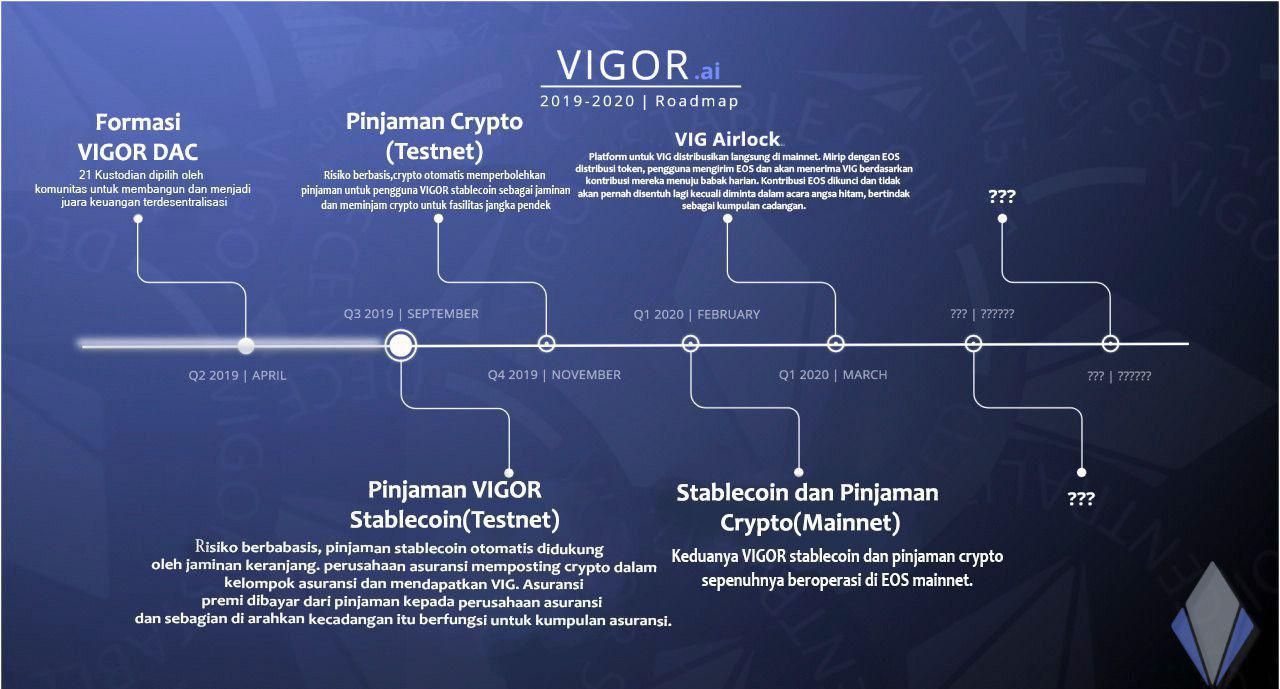 VIGOR.ai
2019-2020 | Roadmap
Formasi
VIGOR DAC
21 Kustodian dipilih oleh
komunitas untuk membangun dan menjadi
juara keuangan terdesentralisasi
Pinjaman Crypto
(Testnet)
Risiko berbasis,crypto otomatis memperbolehkan
pinjaman untuk pengguna VIGOR stablecoin sebagai jaminan
dan meminjam crypto untuk fasilitas jangka pendek
VIG Airlock
Platform untuk VIG distribusikan langsung di mainnet. Mirip dengan EOS
distribusi token, pengguna mengirim EOS dan akan menerima VIG berdasarkan
kontribusi mereka menuju babak harian. Kontribusi EOS dikunci dan tidak
akan pernah disentuh lagi kecuali diminta dalam acara angsa hitam, bertindak
sebagai kumpulan cadangan.
???
Q3 2019 | SEPTEMBER
Q1 2020 | FEBRUARY
??? | ??????
Q2 2019 | APRIL
Q4 2019 | NOVEMBER
Q1 2020 | MARCH
??? | ??????
Pinjaman VIGOR
Stablecoin(Testnet)
Risiko berbabasis, pinjaman stablecoin otomatis didukung
oleh jaminan keranjang. perusahaan asuransi memposting crypto dalam
kelompok asuransi dan mendapatkan VIG. Asuransi
premi dibayar dari pinjaman kepada perusahaan asuransi
dan sebagian di arahkan kecadangan itu berfungsi untuk kumpulan asuransi.
Stablecoin dan Pinjaman
Crypto(Mainnet)
Keduanya VIGOR stablecoin dan pinjaman crypto
sepenuhnya beroperasi di EOS mainnet.
???